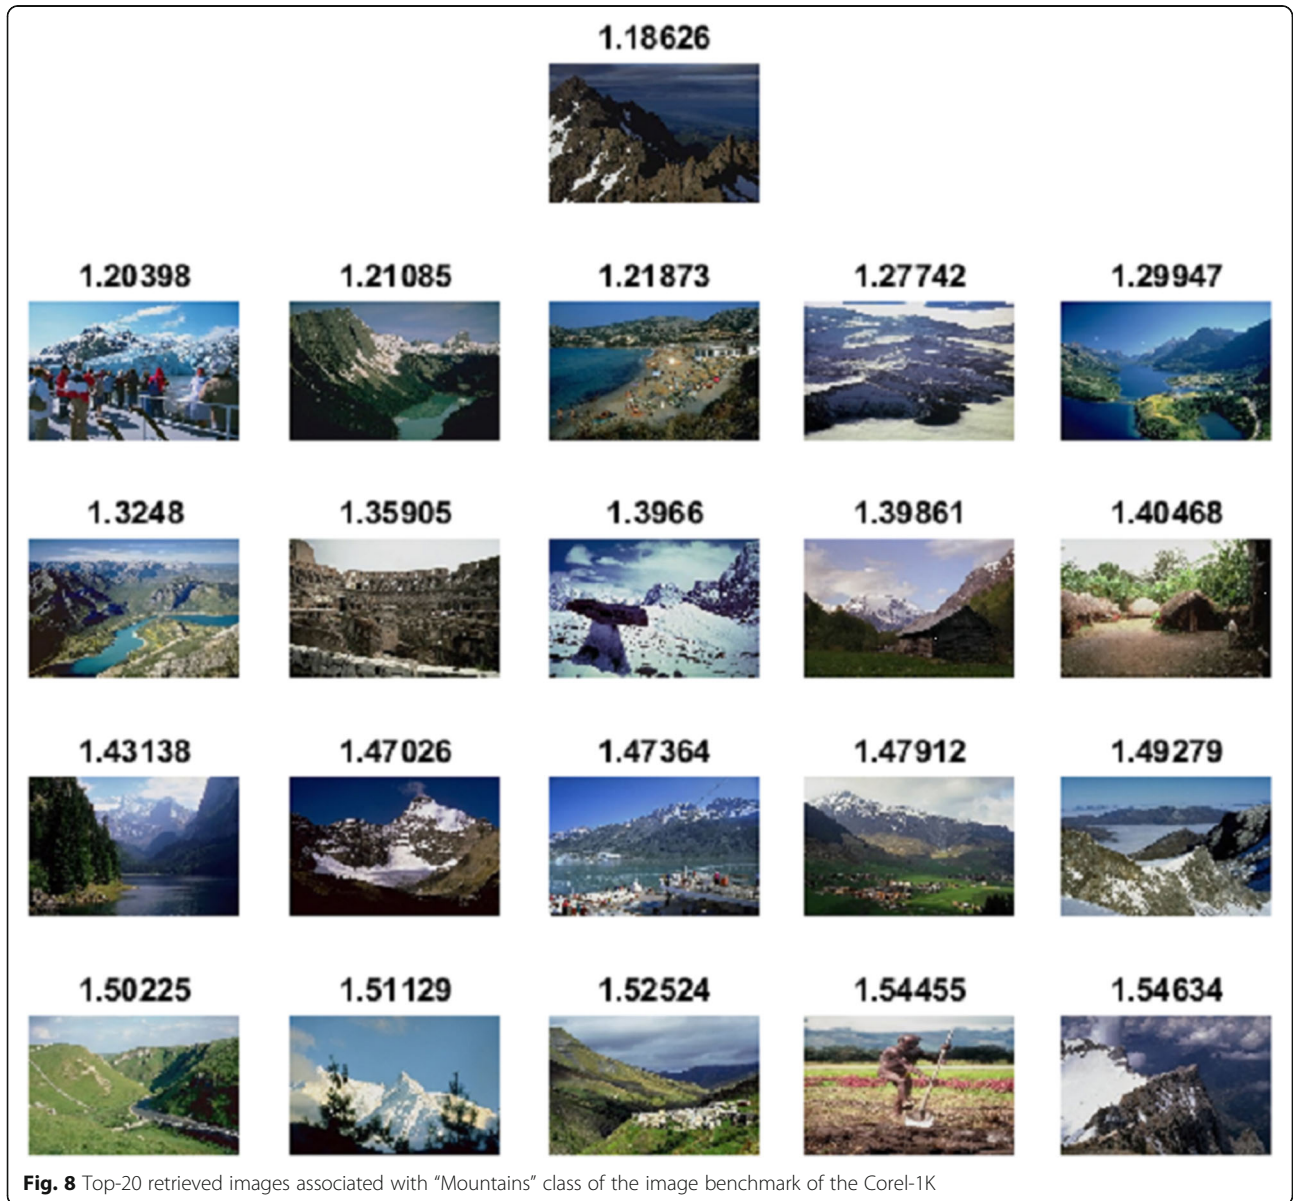 1.18626
1.20398 1.21085 1.21873 1.27742 1.29947
1.3248 1.35905 1.3966 1.39861 1.40468
1.43138 1.47026 1.47364 1.47912 1.49279
1.50225 1.51129 1.52524 1.54455 1.54634
Fig. 8 Top-20 retrieved images associated with “Mountains” class of the image benchmark of the Corel-1K